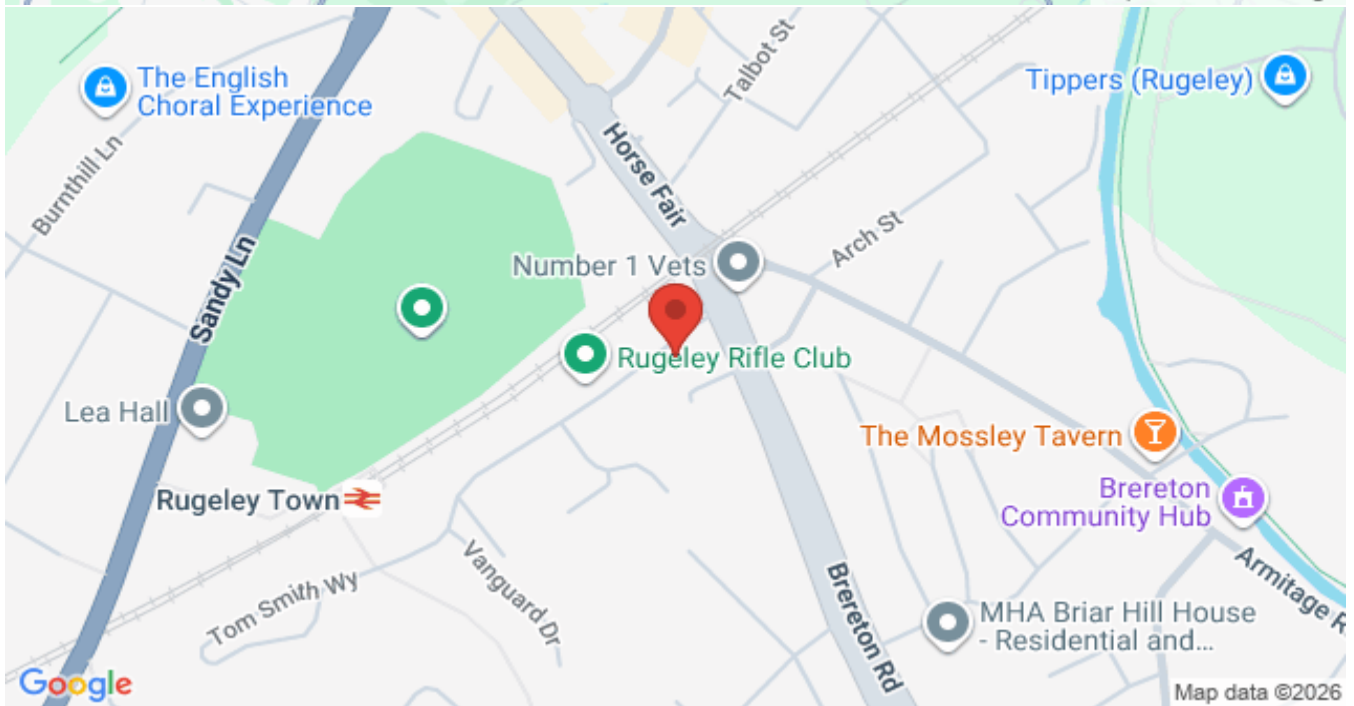 The English
Choral Experience
Talbot St
Tippers (Rugeley)
Burnthill Ln
Horse Fair
Sandy Ln
Number 1 Vets
Arch St
Rugeley Rifle Club
Lea Hall
The Mossley Tavern
Rugeley Town
Brereton
Community Hub
Vanguard Dr
Tom Smith Wy
Brereton Rd
Armitage R
MHA Briar Hill House
- Residential and...
Google
Map data ©2026